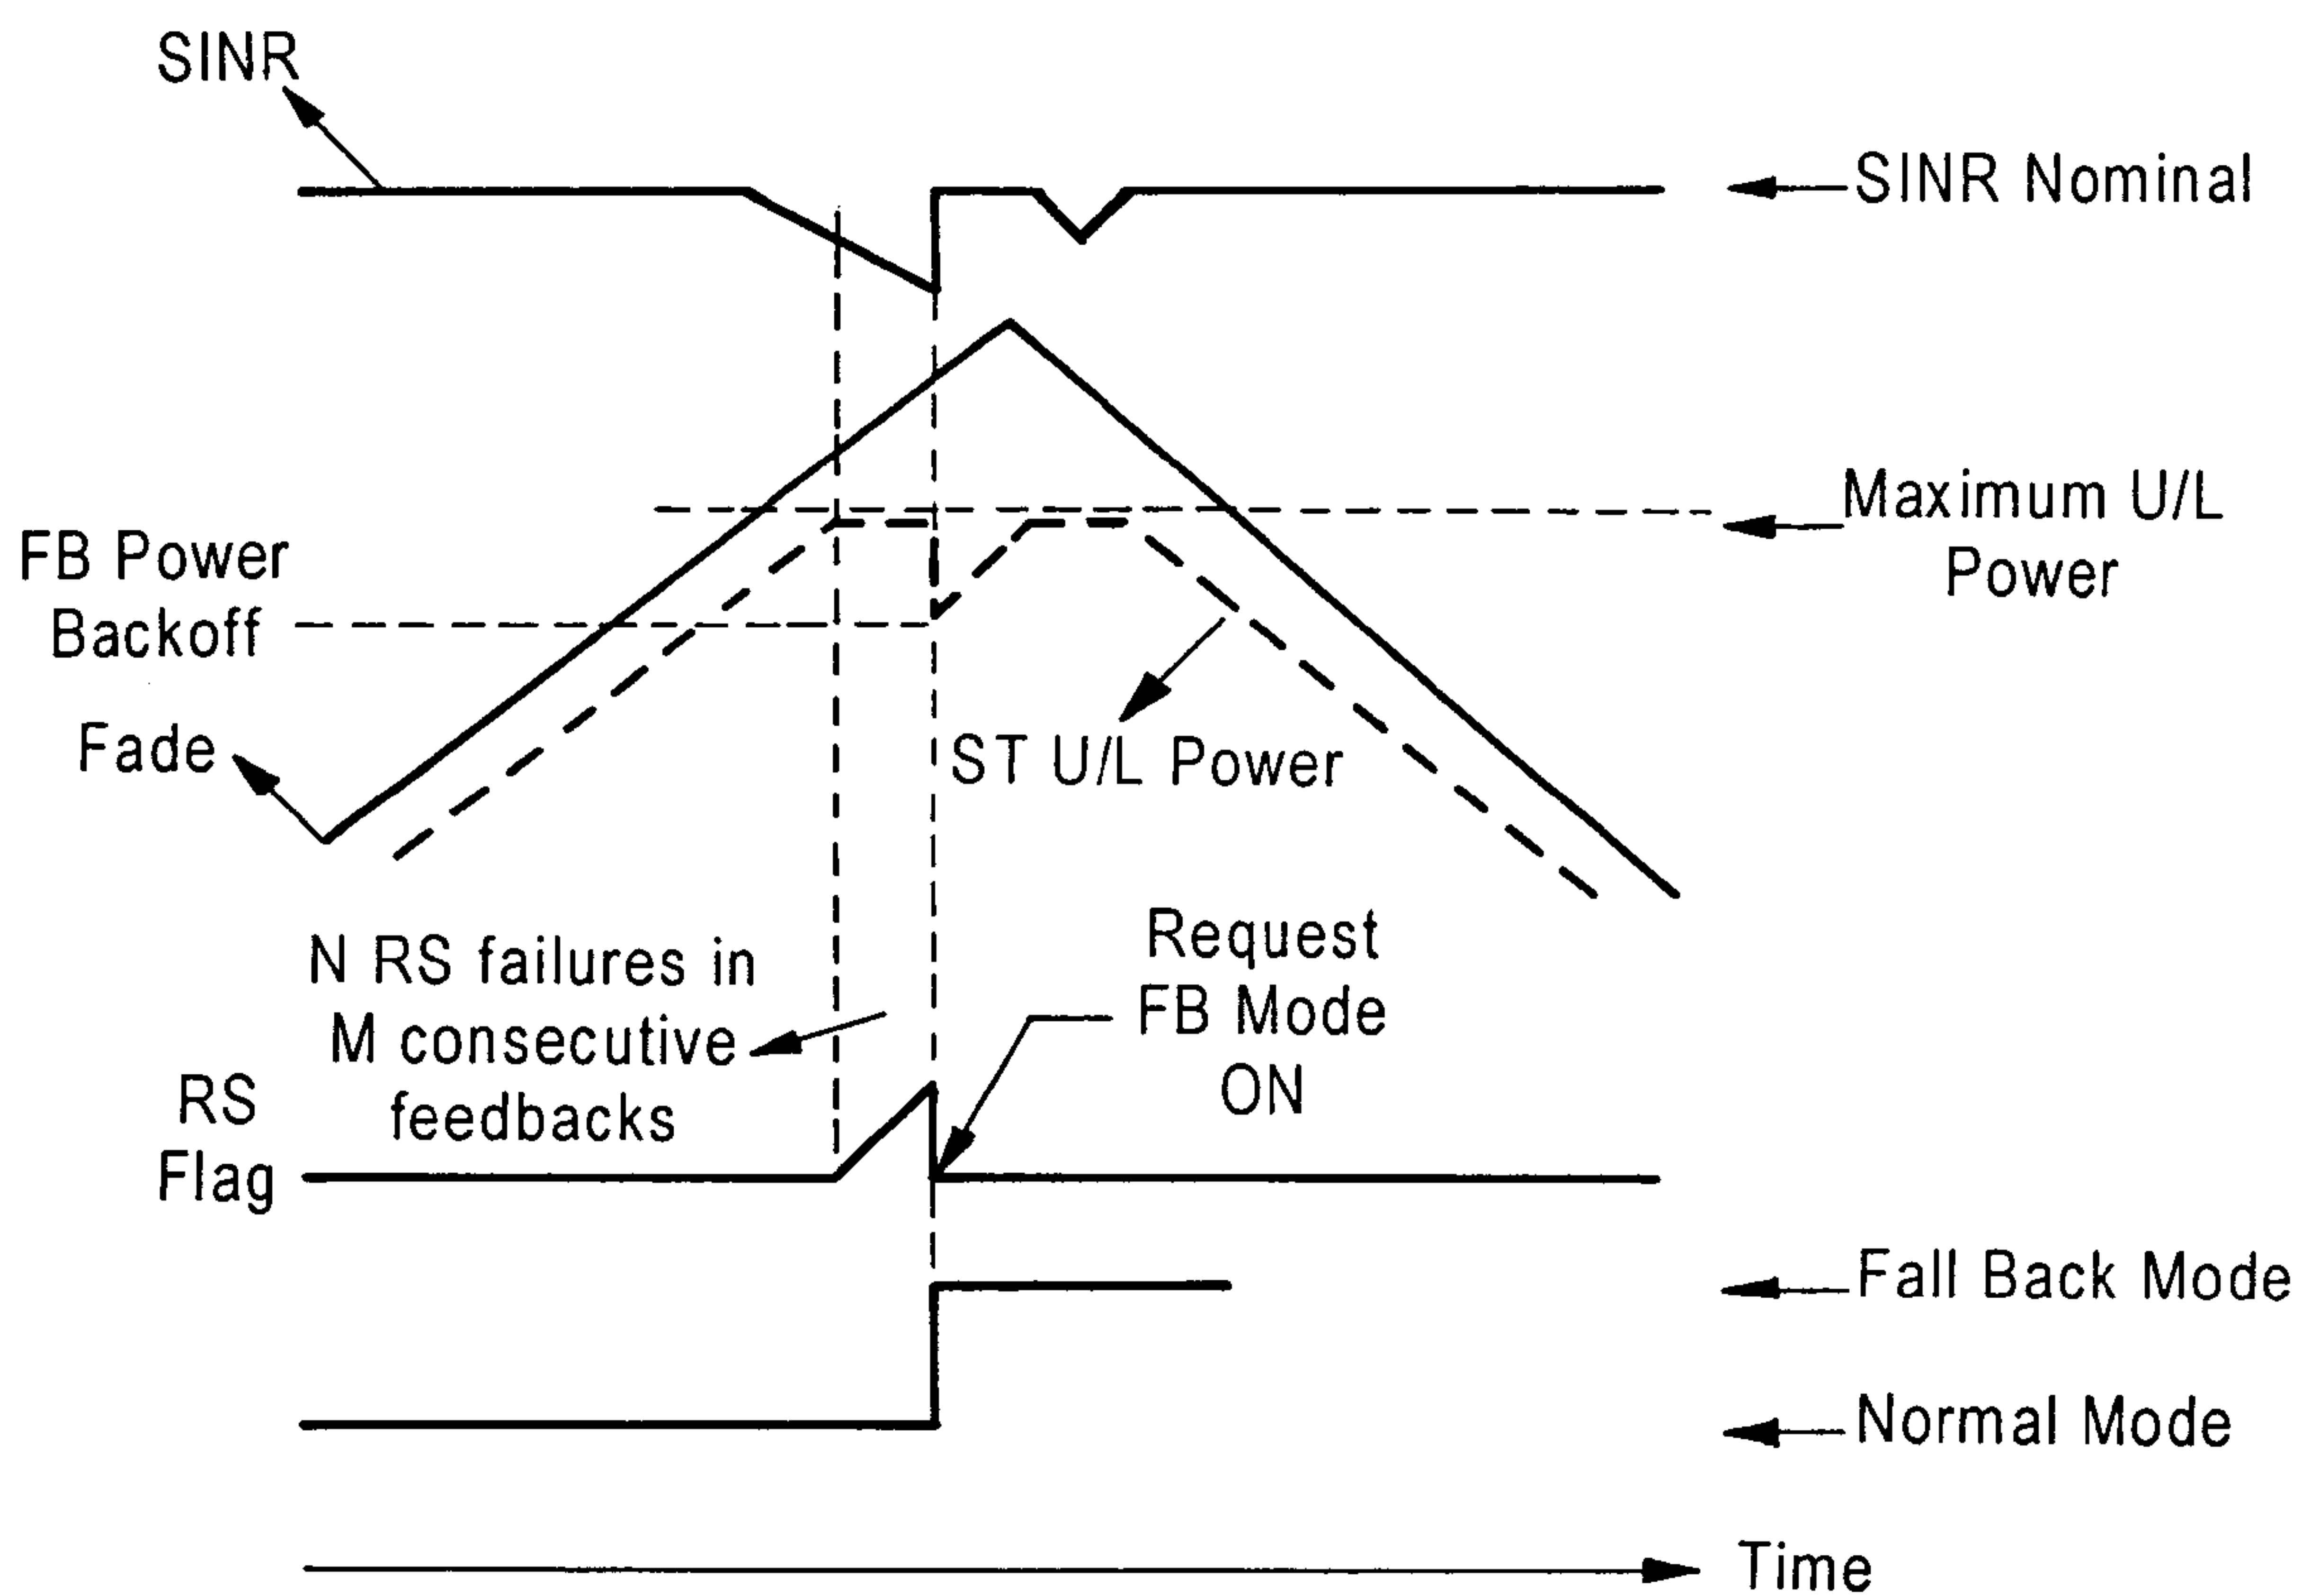 SINR
SINR Nominal
Maximum U/L
Power
FB Power
Backoff
Fade
ST U/L Power
N RS failures in
M consecutive
feedbacks
Request
FB Mode
ON
RS
Flag
Fall Back Mode
Normal Mode
Time